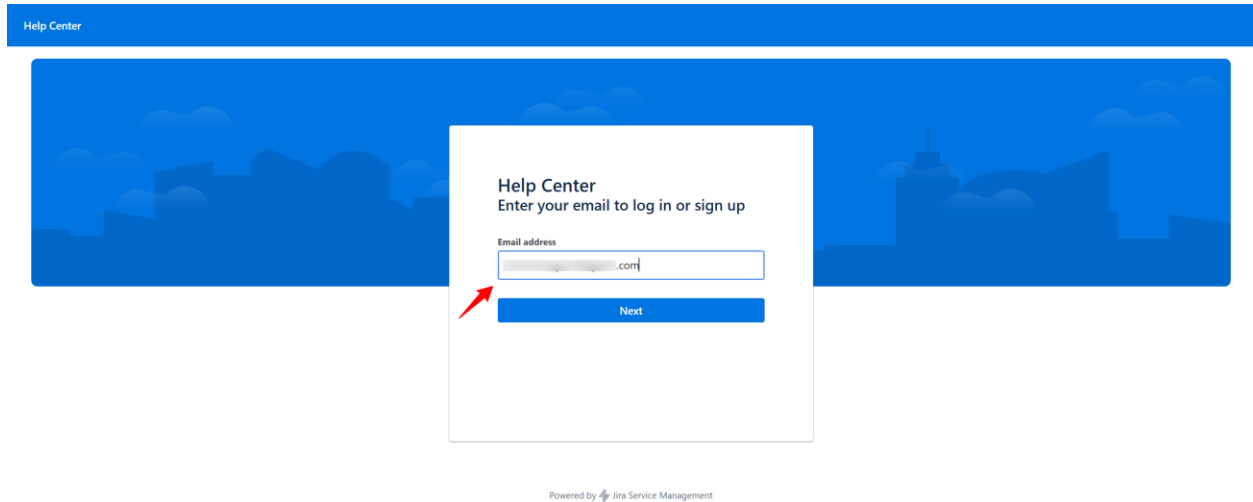 Help Center
Help Center
Enter your email to log in or sign up
Email address
.com
Next
Powered by Jira Service Management